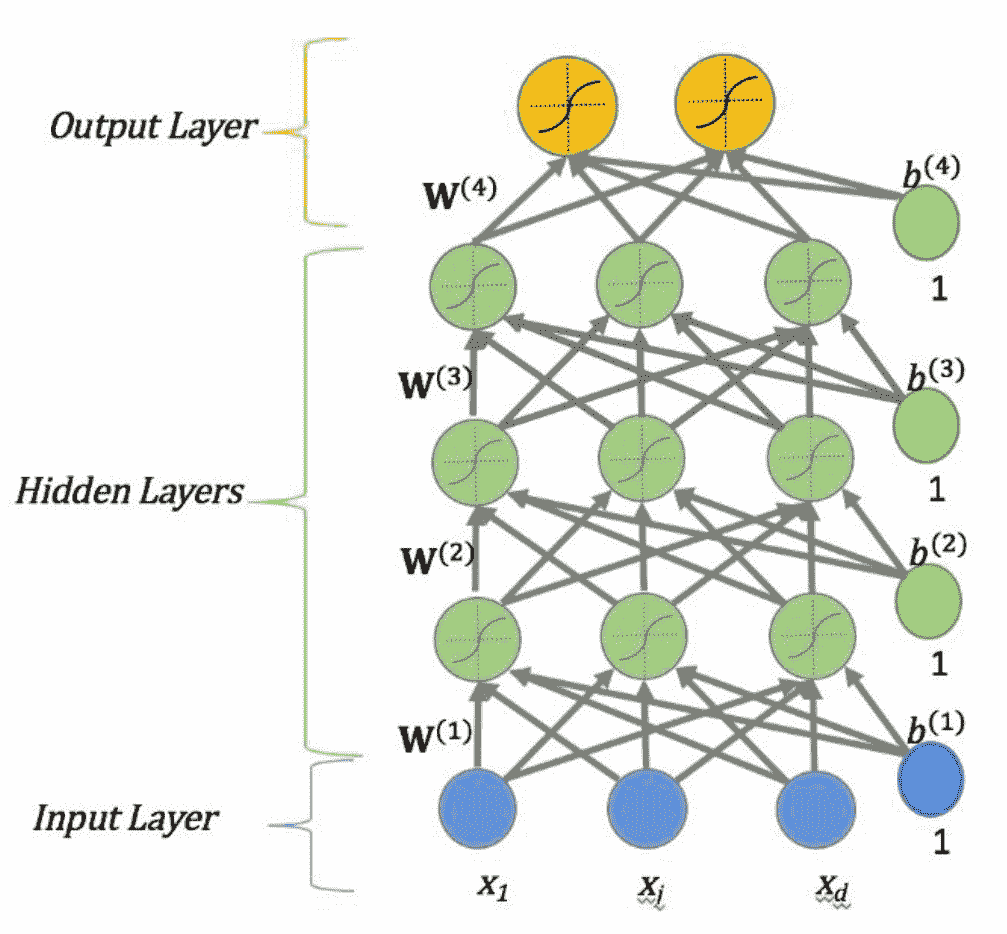 Output Layer
W(4)
b(4)
1
Hidden Layers
W(3)
b(3)
1
W(2)
b(2)
1
W(1)
b(1)
Input Layer
1
x1 xj xd